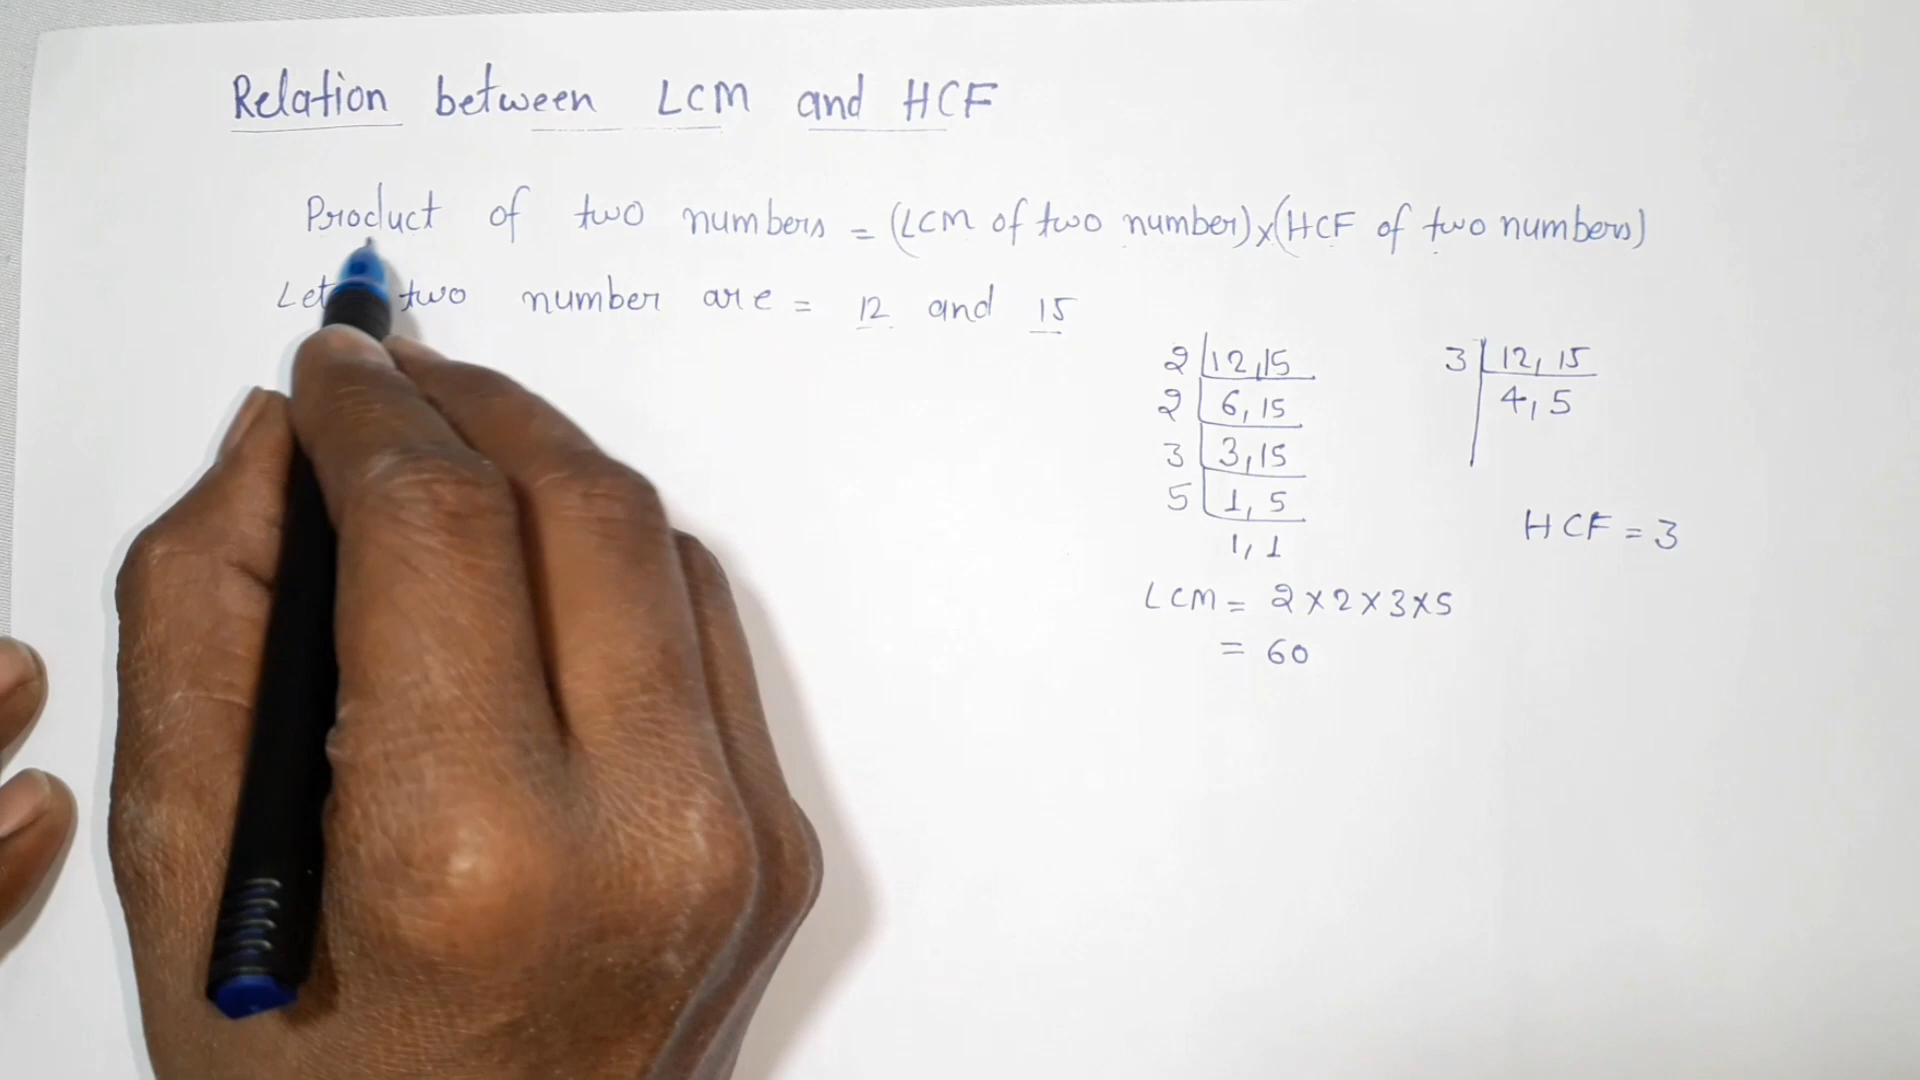 Relation between LCM and HCF
Product of two numbers = (LCM of two number)×(HCF of two numbers)
Let two number are = 12 and 15
2 | 12, 15
2 | 6, 15
3 | 3, 15
5 | 1, 5
1, 1
LCM = 2 × 2 × 3 × 5
= 60
3 | 12, 15
4, 5
HCF = 3